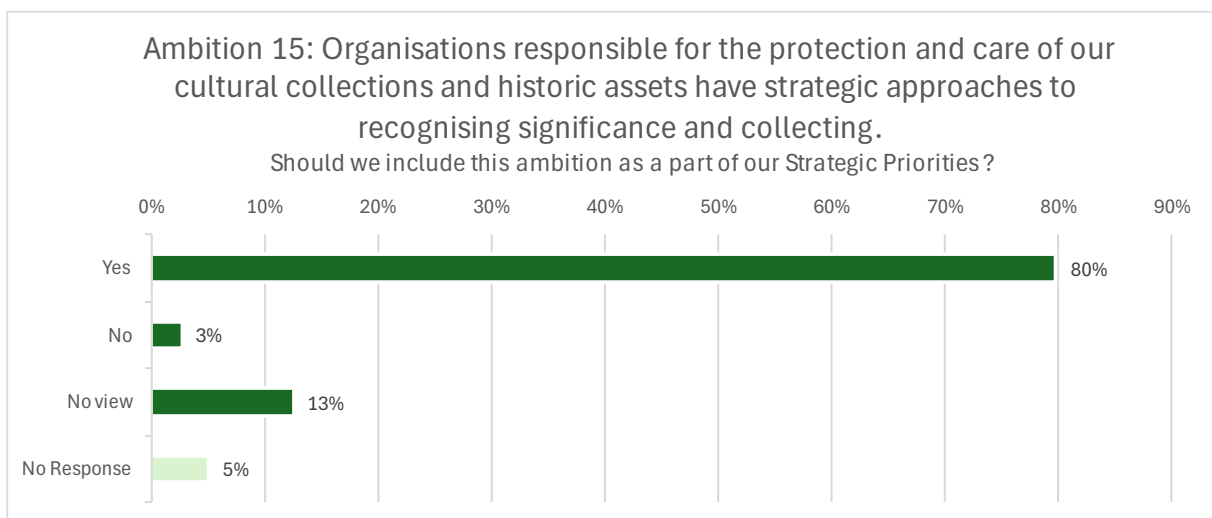 Ambition 15: Organisations responsible for the protection and care of our
cultural collections and historic assets have strategic approaches to
recognising significance and collecting.
Should we include this ambition as a part of our Strategic Priorities?
0% 10% 20% 30% 40% 50% 60% 70% 80% 90%
Yes 80%
No 3%
No view 13%
No Response 5%